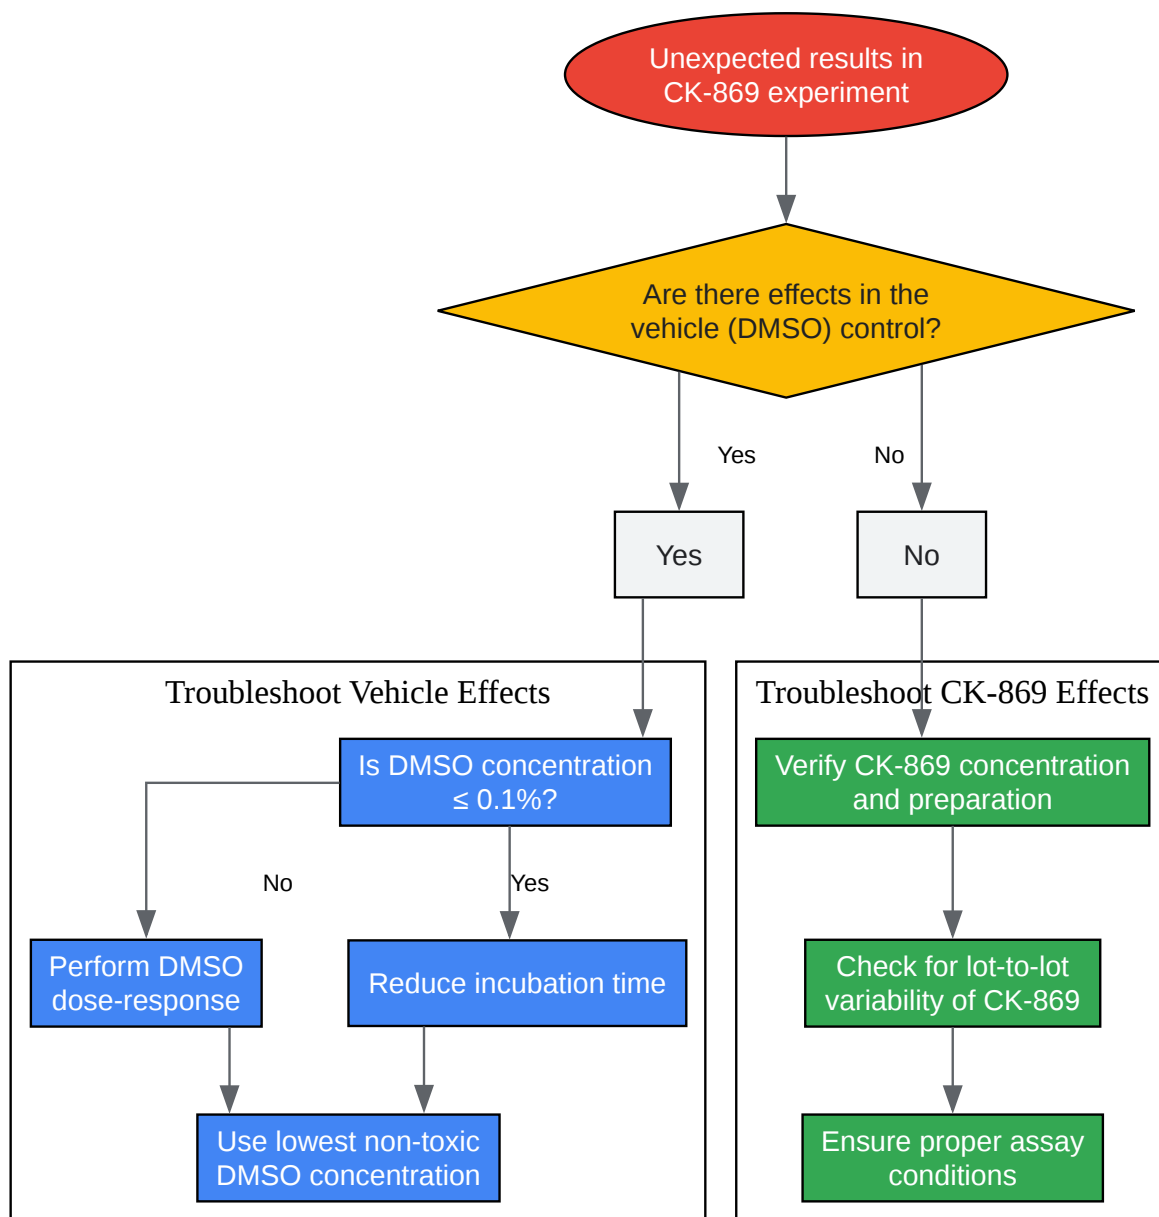 Unexpected results in
CK-869 experiment
Are there effects in the
vehicle (DMSO) control?
Yes
No
Yes
No
Troubleshoot Vehicle Effects
Troubleshoot CK-869 Effects
Is DMSO concentration
≤ 0.1%?
Verify CK-869 concentration
and preparation
No
Yes
Perform DMSO
dose-response
Reduce incubation time
Check for lot-to-lot
variability of CK-869
Use lowest non-toxic
DMSO concentration
Ensure proper assay
conditions